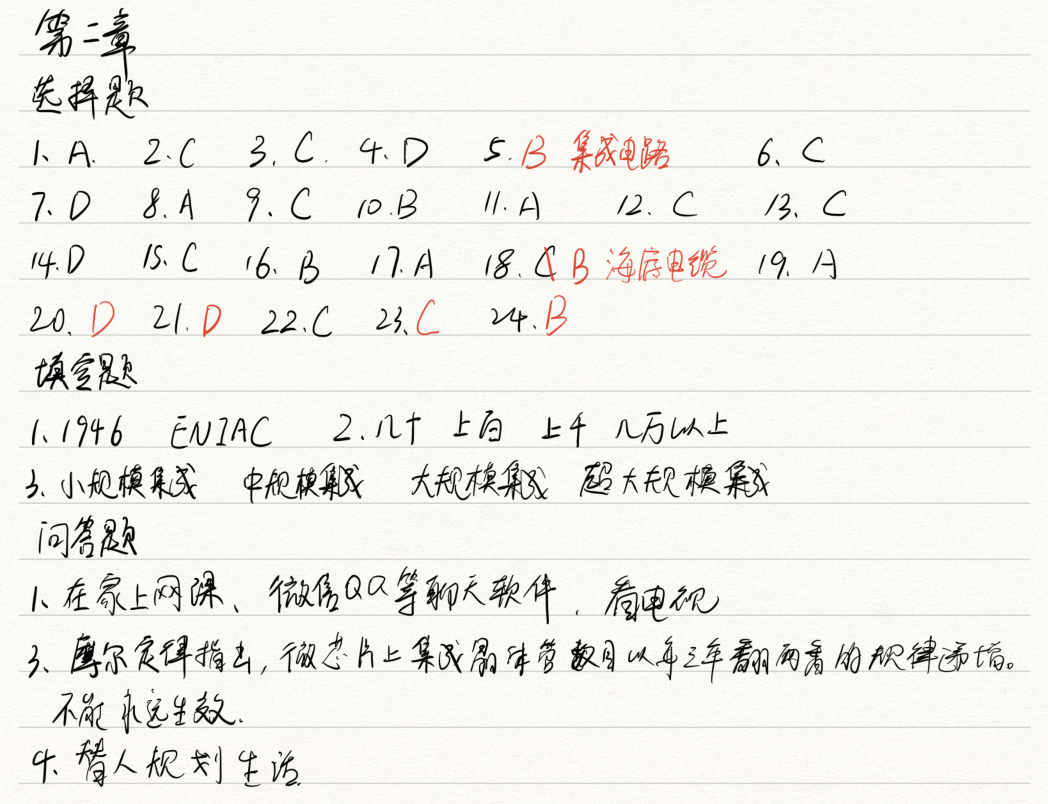 第二章
选择题
1、A. 2.C 3、C. 4.D 5.B 集成电路 6、C
7.D 8.A 9.C 10.B 11.A 12.C 13.C
14.D 15.C 16.B 17.A 18.C B 海底电缆 19.A
20.D 21.D 22.C 23.C 24.B
填空题
1、1946 ENIAC 2.几十 上百 上千 几万以上
3、小规模集成 中规模集成 大规模集成 超大规模集成
问答题
1、在家上网课、微信QQ等聊天软件、看电视
3、摩尔定律指出,微芯片上集成晶体管数目以每三年翻两番的规律递增。
不能永远生效.
4、替人规划生活